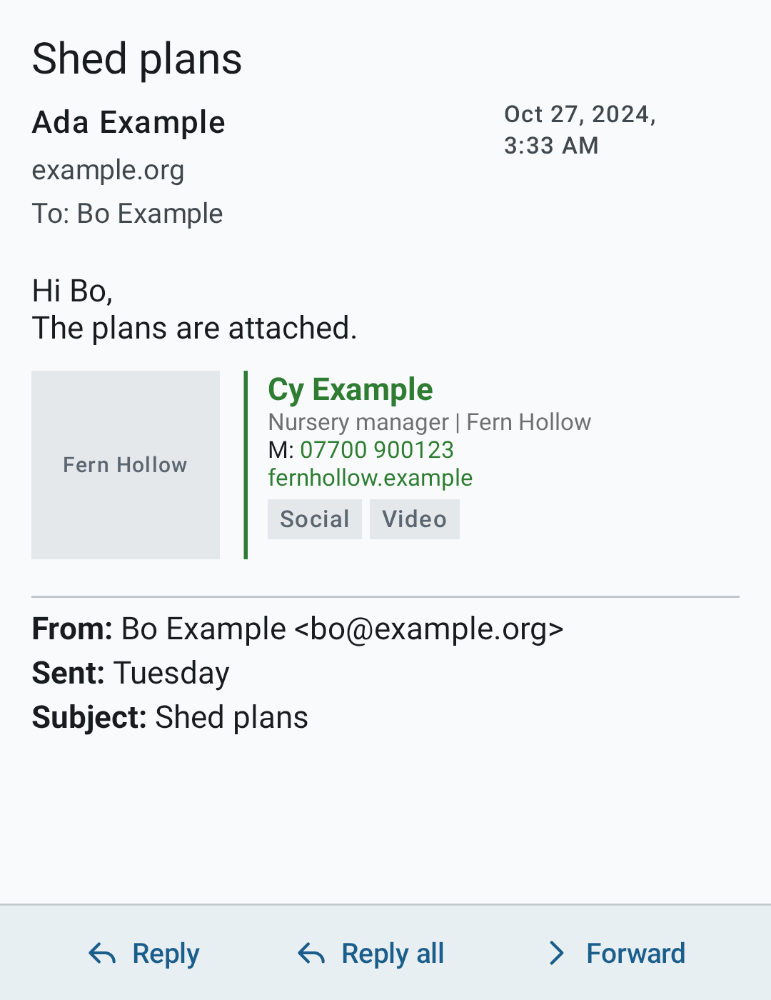 Shed plans
Ada Example
Oct 27, 2024,
3:33 AM
example.org
To: Bo Example
Hi Bo,
The plans are attached.
Fern Hollow
Cy Example
Nursery manager | Fern Hollow
M: 07700 900123
fernhollow.example
Social Video
From: Bo Example <bo@example.org>
Sent: Tuesday
Subject: Shed plans
Reply Reply all Forward